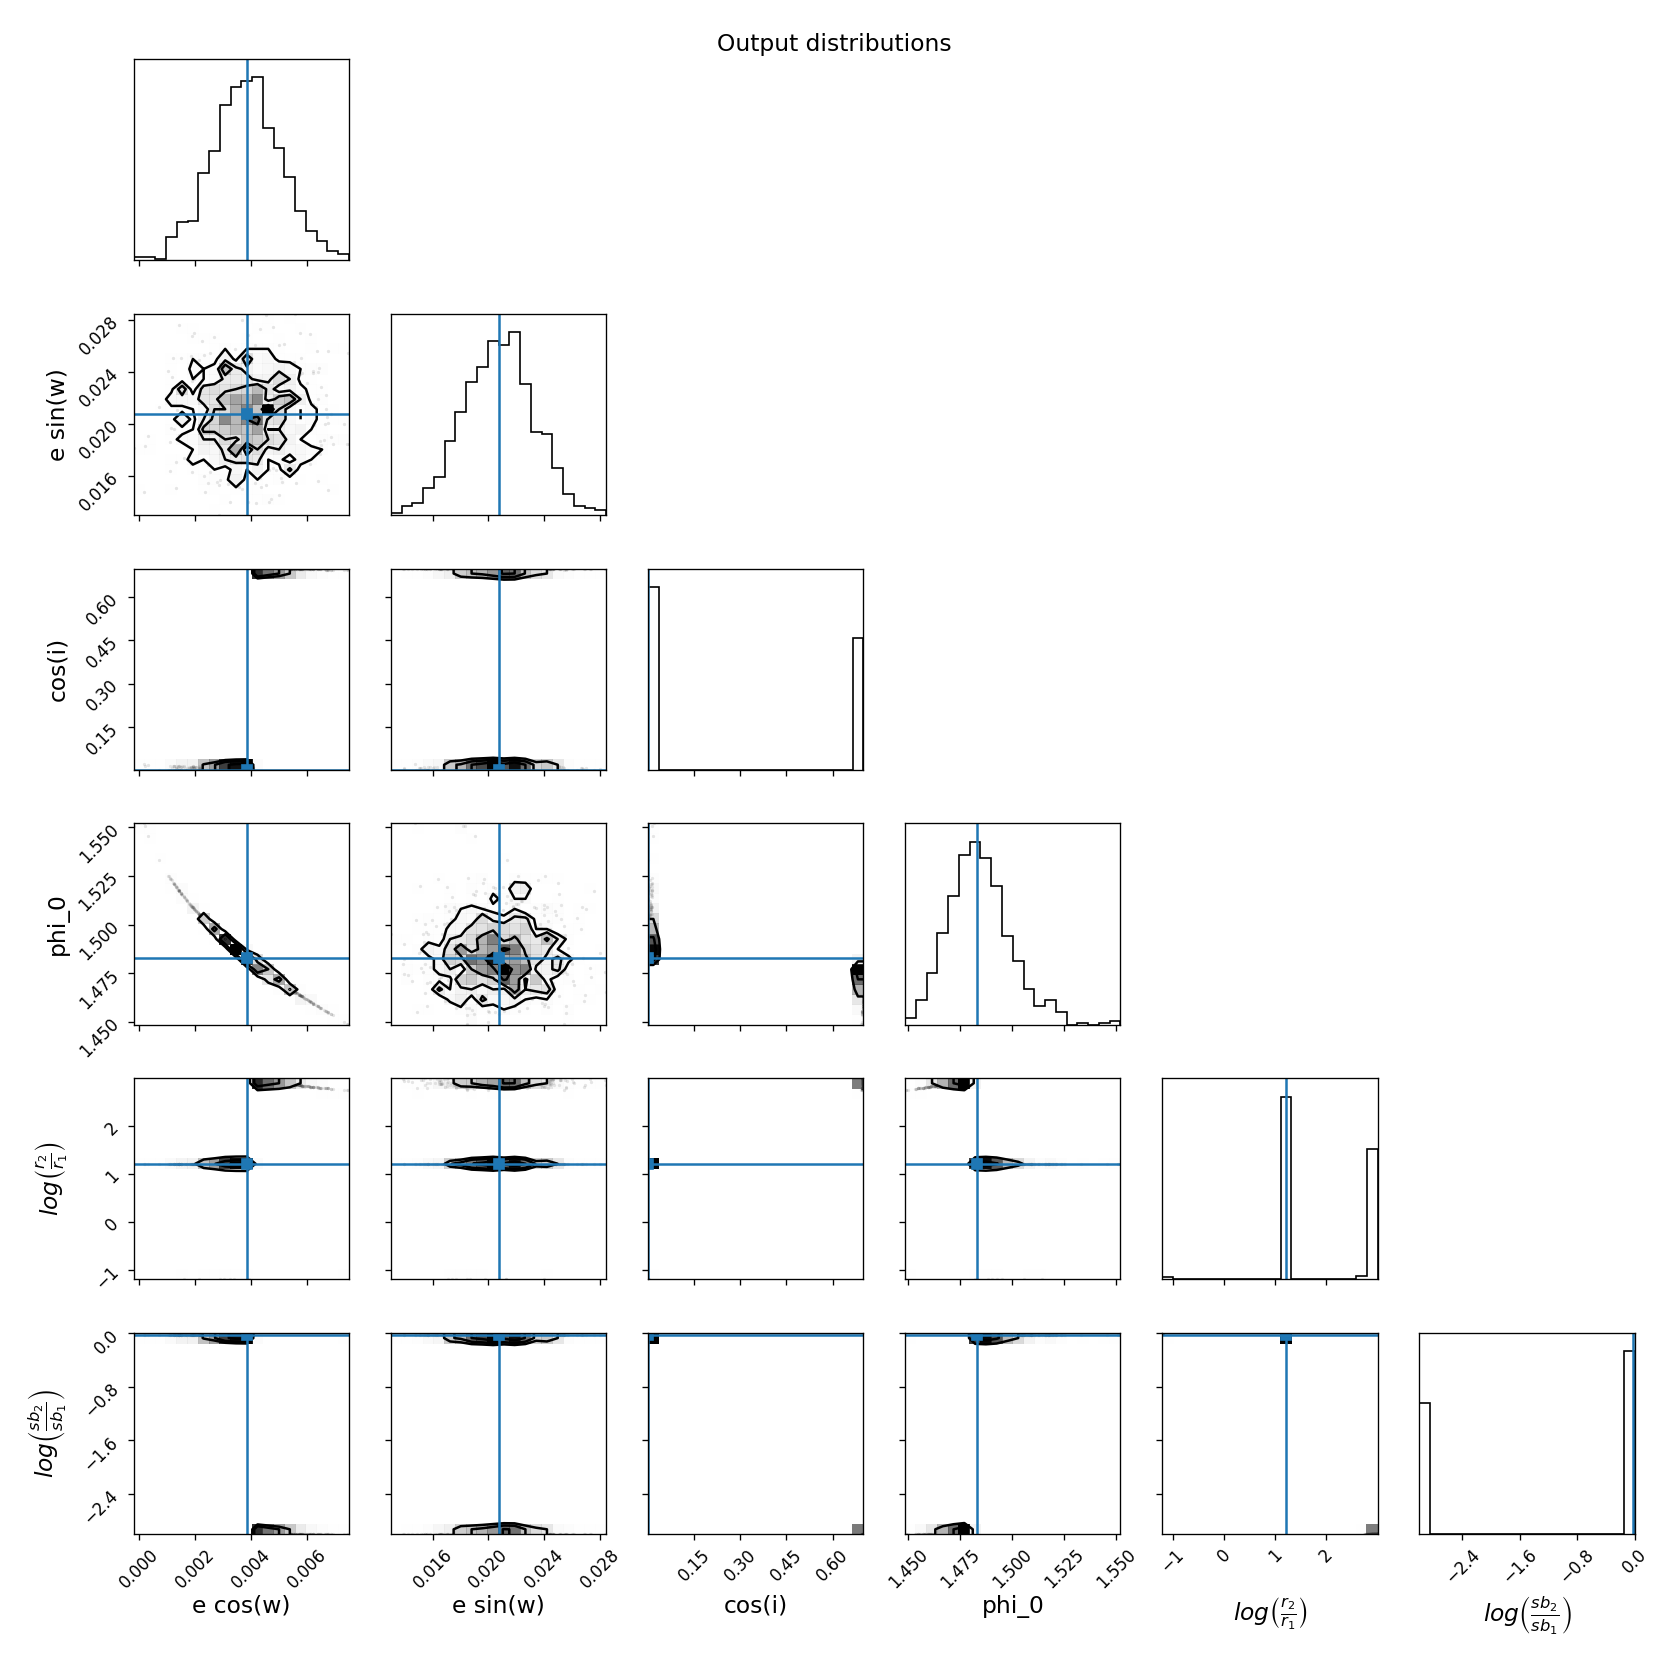 Output distributions
0.028
0.024
0.020
0.016
e sin(w)
0.60
0.45
0.30
0.15
cos(i)
1.550
1.525
1.500
1.475
1.450
phi_0
2
1
0
−1
log(r₂/r₁)
0.0
−0.8
−1.6
−2.4
log(sb₂/sb₁)
0.000 0.002 0.004 0.006
0.016 0.020 0.024 0.028
0.15 0.30 0.45 0.60
1.450 1.475 1.500 1.525 1.550
−1 0 1 2
−2.4 −1.6 −0.8 0.0
e cos(w)
e sin(w)
cos(i)
phi_0
log(r₂/r₁)
log(sb₂/sb₁)